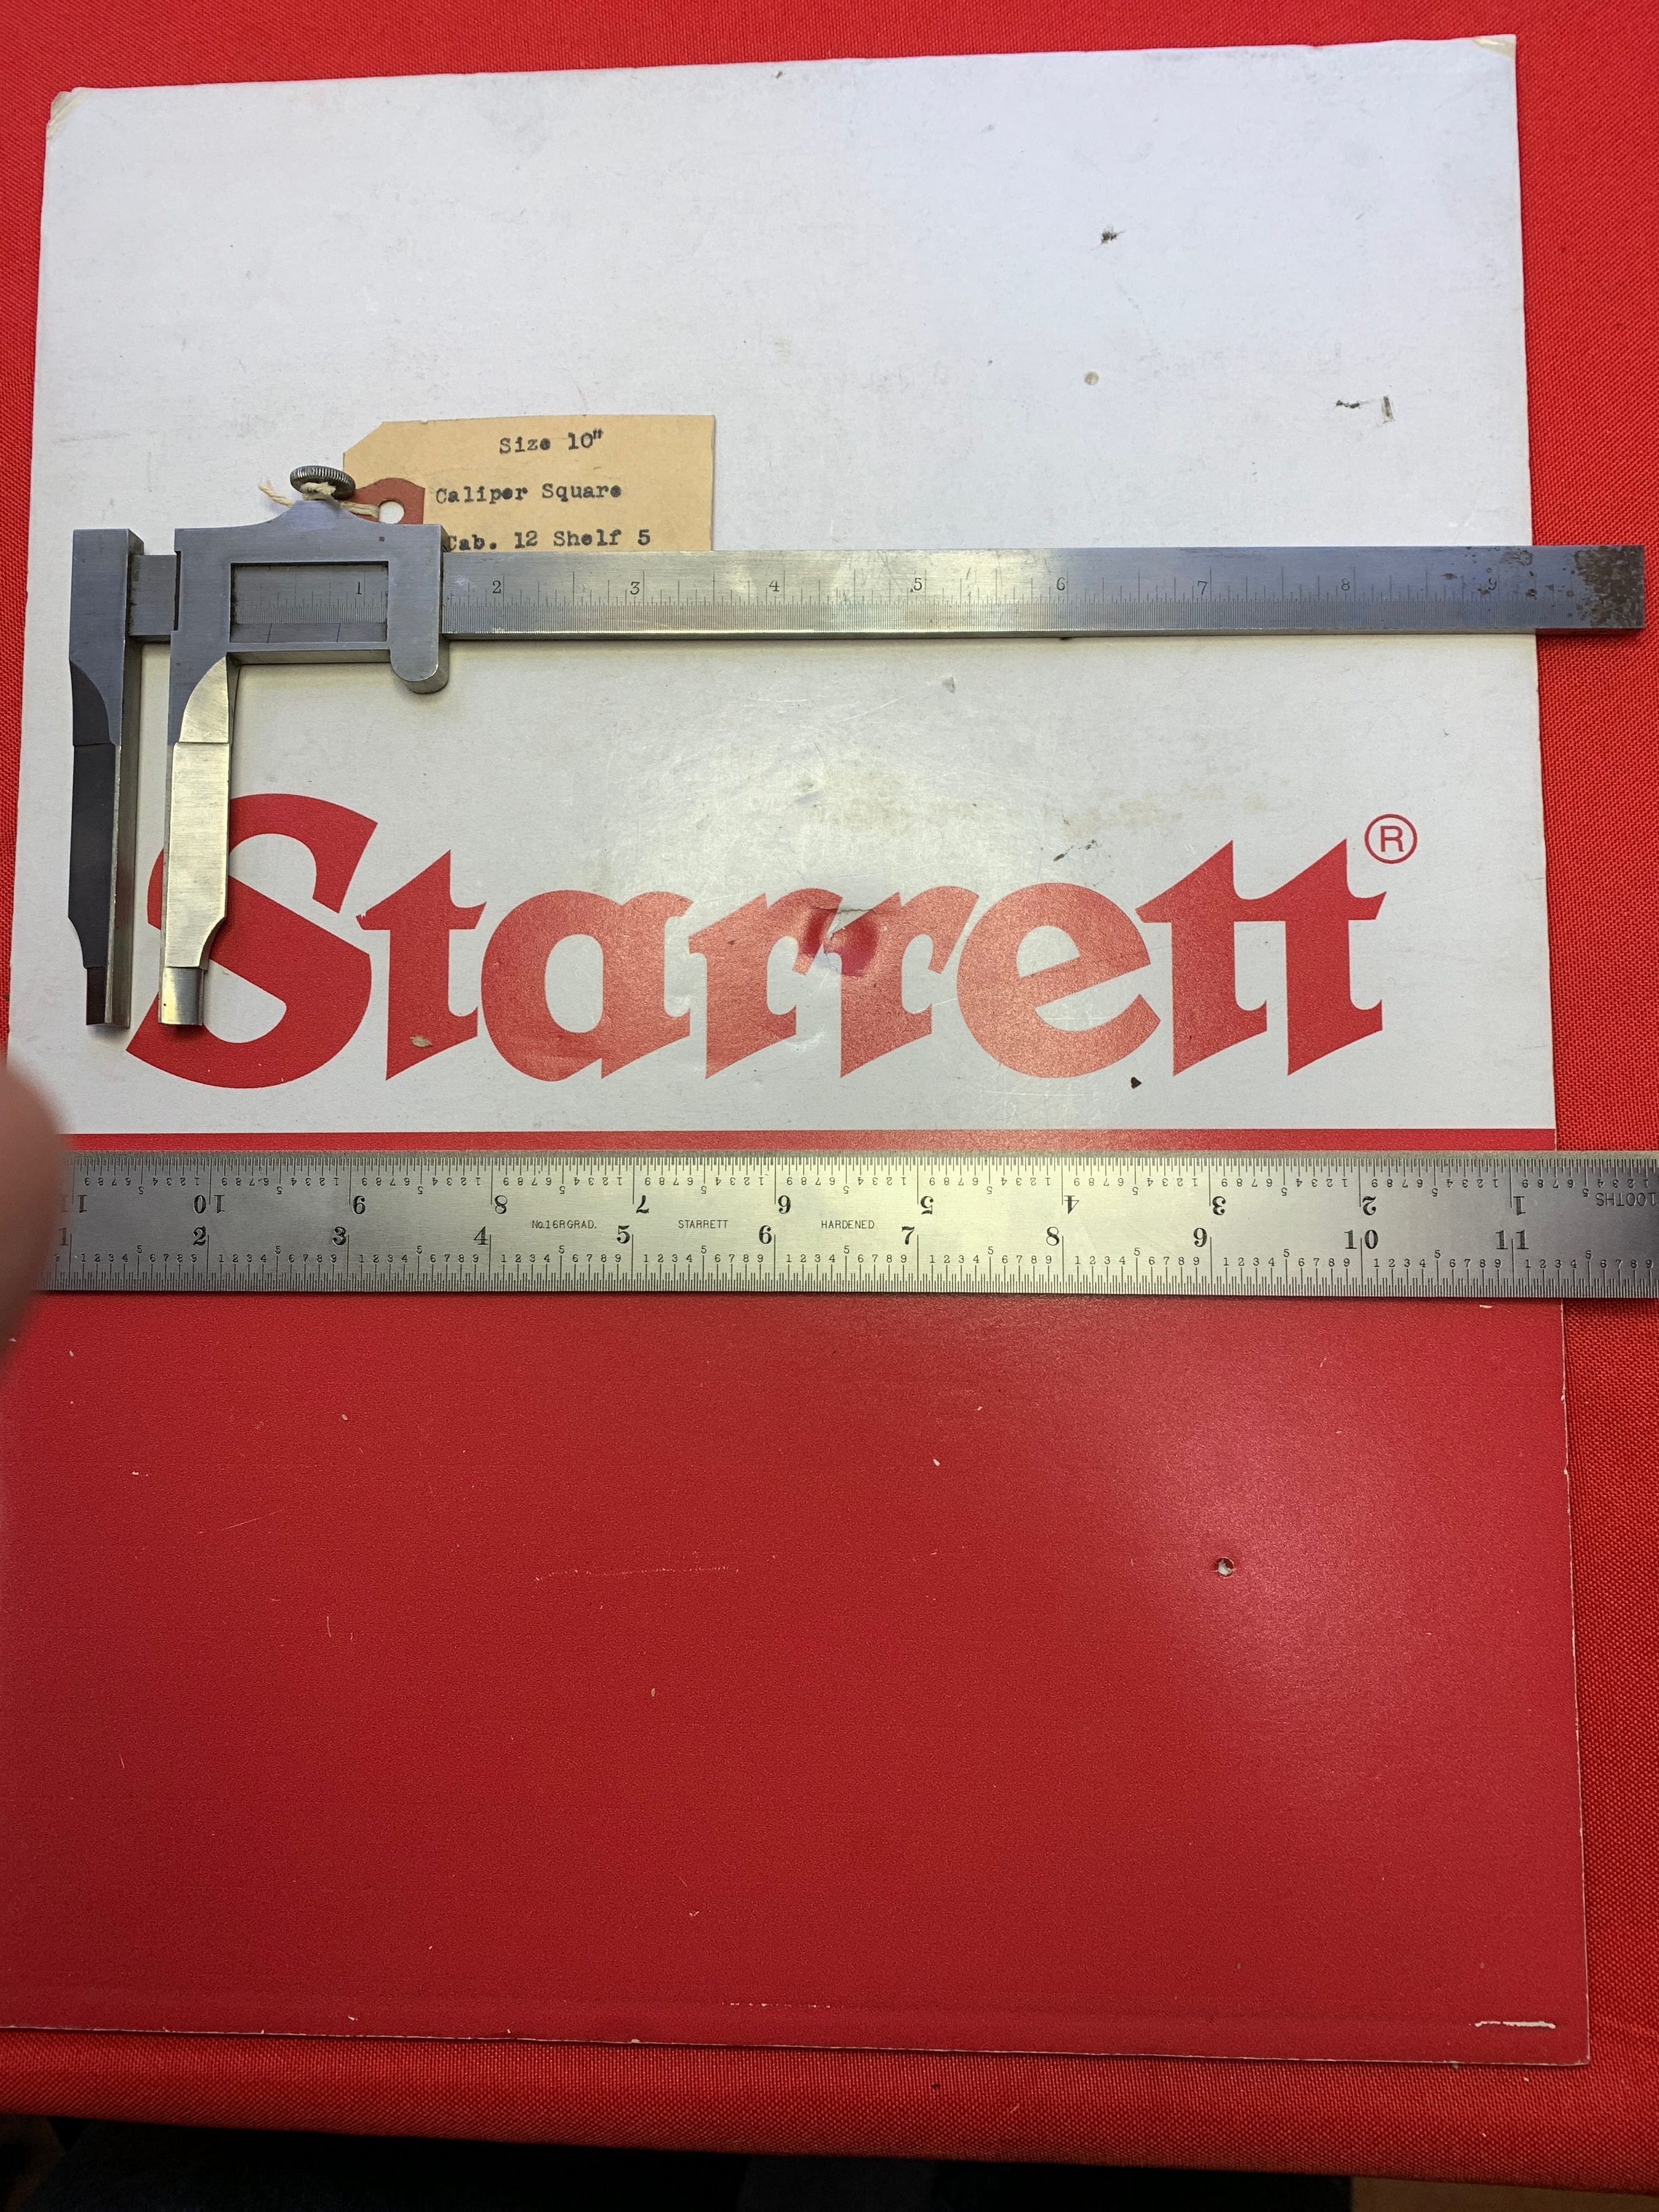 Size 10"
Caliper Square
Cab. 12 Shelf 5
1 2 3 4 5 6 7 8 9
Starrett®
11 10 9 8 7 6 5 4 3 2 1 100THS
No.16R GRAD. STARRETT HARDENED
1 2 3 4 5 6 7 8 9 10 11